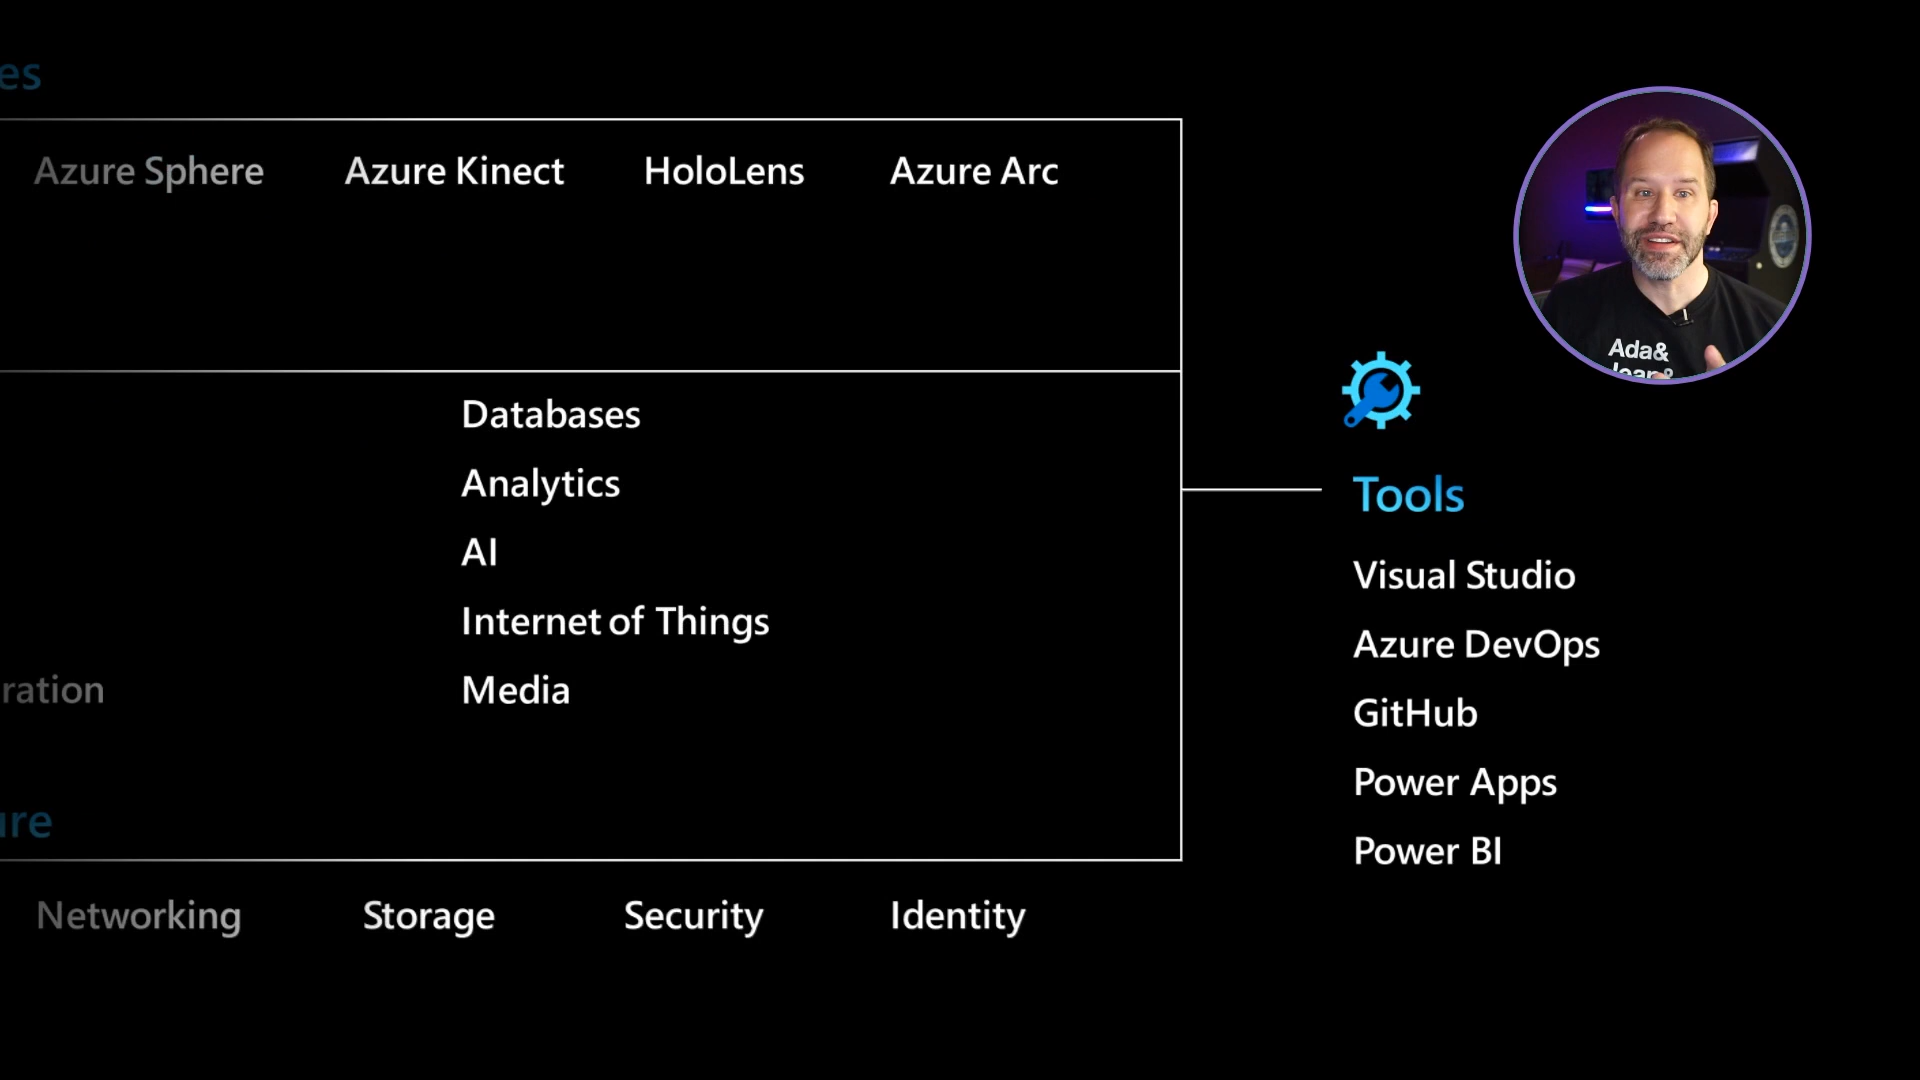 es
Azure Sphere
Azure Kinect
HoloLens
Azure Arc
Databases
Analytics
AI
Internet of Things
ration
Media
ure
Networking
Storage
Security
Identity
Tools
Visual Studio
Azure DevOps
GitHub
Power Apps
Power BI
Ada&